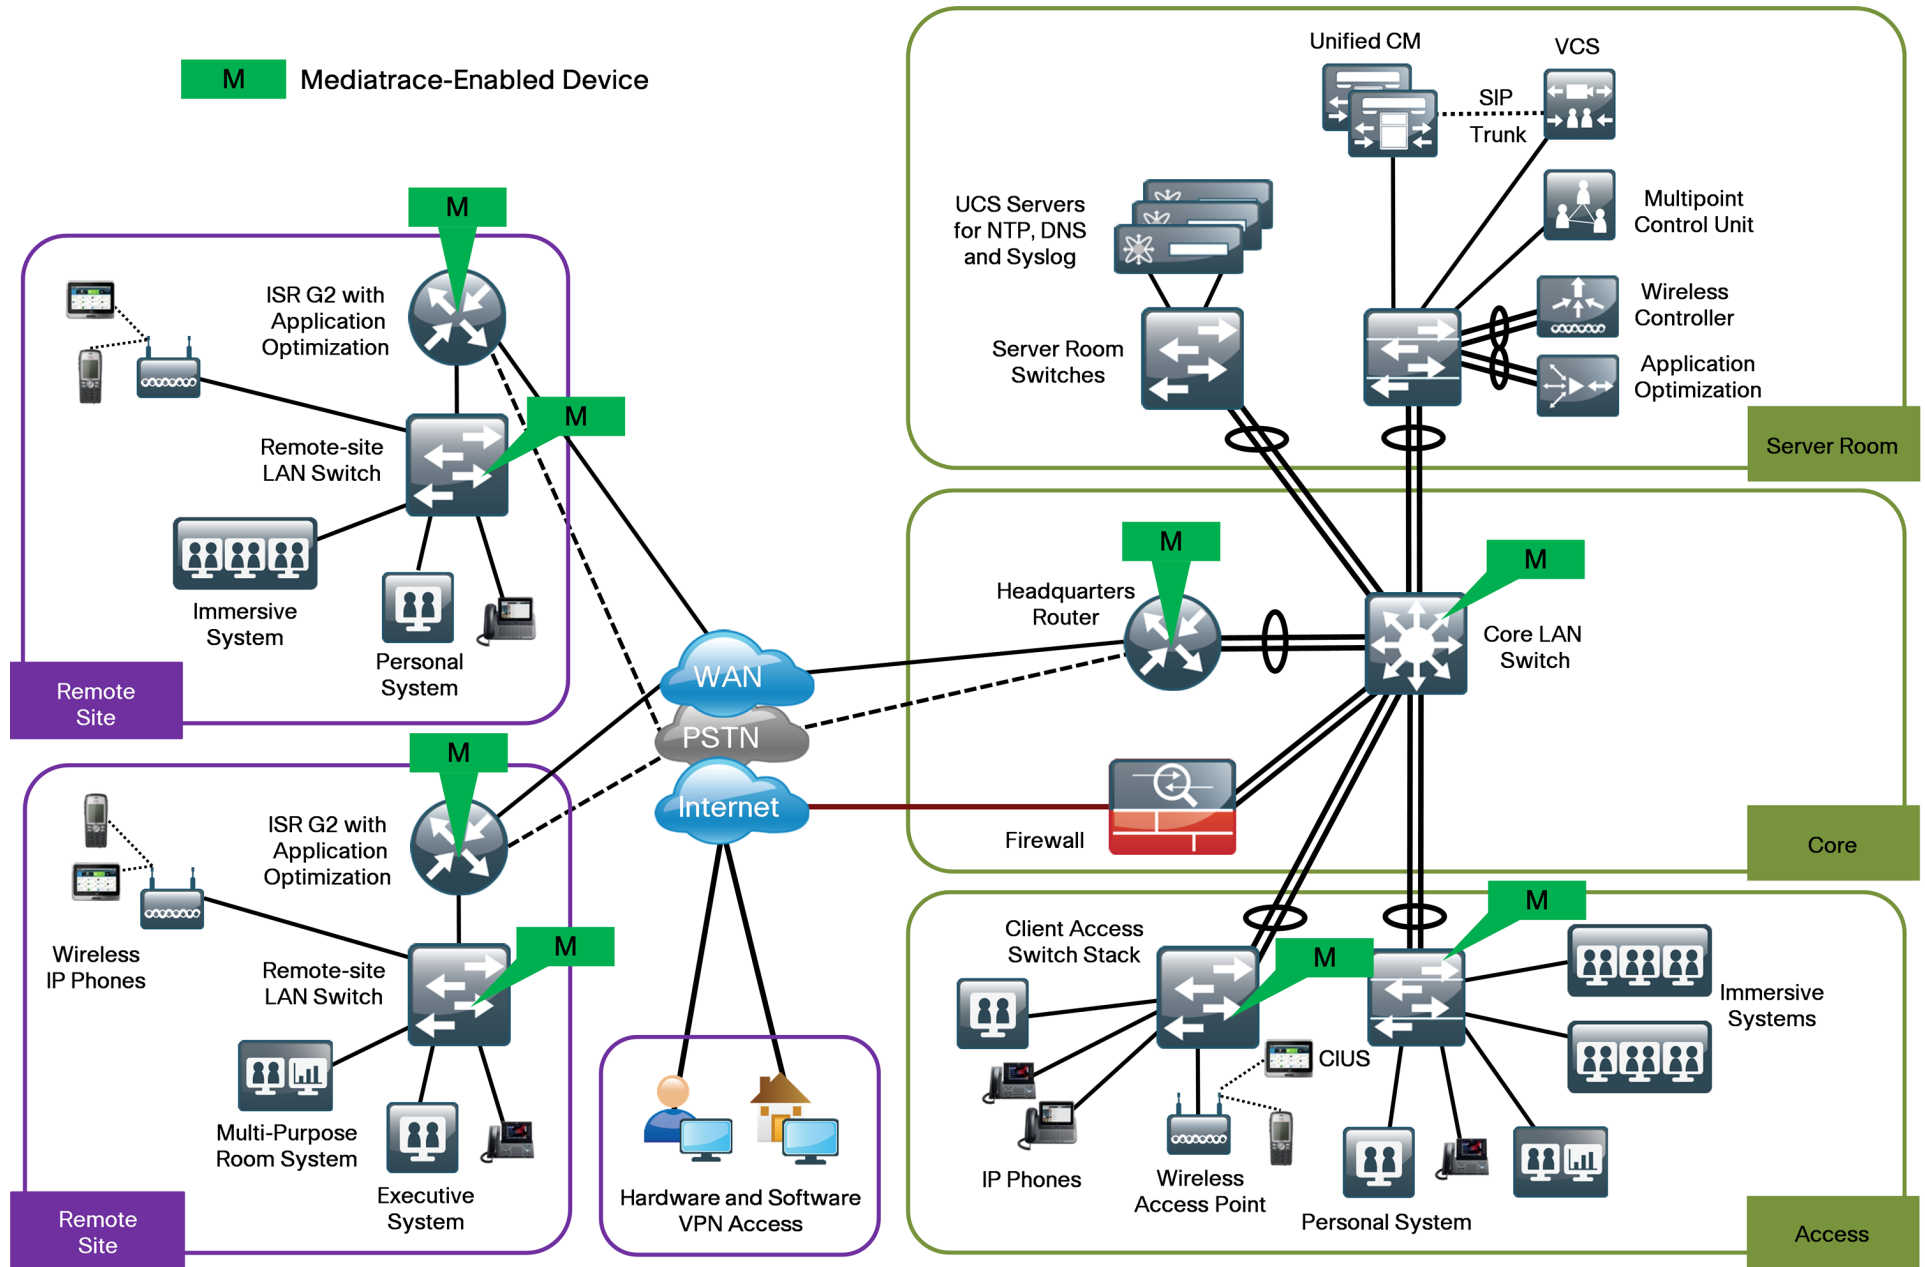 M
Mediatrace-Enabled Device
Unified CM
VCS
SIP
Trunk
UCS Servers
for NTP, DNS
and Syslog
Multipoint
Control Unit
Wireless
Controller
Application
Optimization
Server Room
Switches
Server Room
M
ISR G2 with
Application
Optimization
M
Remote-site
LAN Switch
Immersive
System
Personal
System
Remote
Site
M
Headquarters
Router
M
Core LAN
Switch
WAN
PSTN
Internet
Firewall
Core
M
ISR G2 with
Application
Optimization
Wireless
IP Phones
M
Remote-site
LAN Switch
Multi-Purpose
Room System
Executive
System
Remote
Site
Hardware and Software
VPN Access
Client Access
Switch Stack
M
M
Immersive
Systems
CIUS
IP Phones
Wireless
Access Point
Personal System
Access